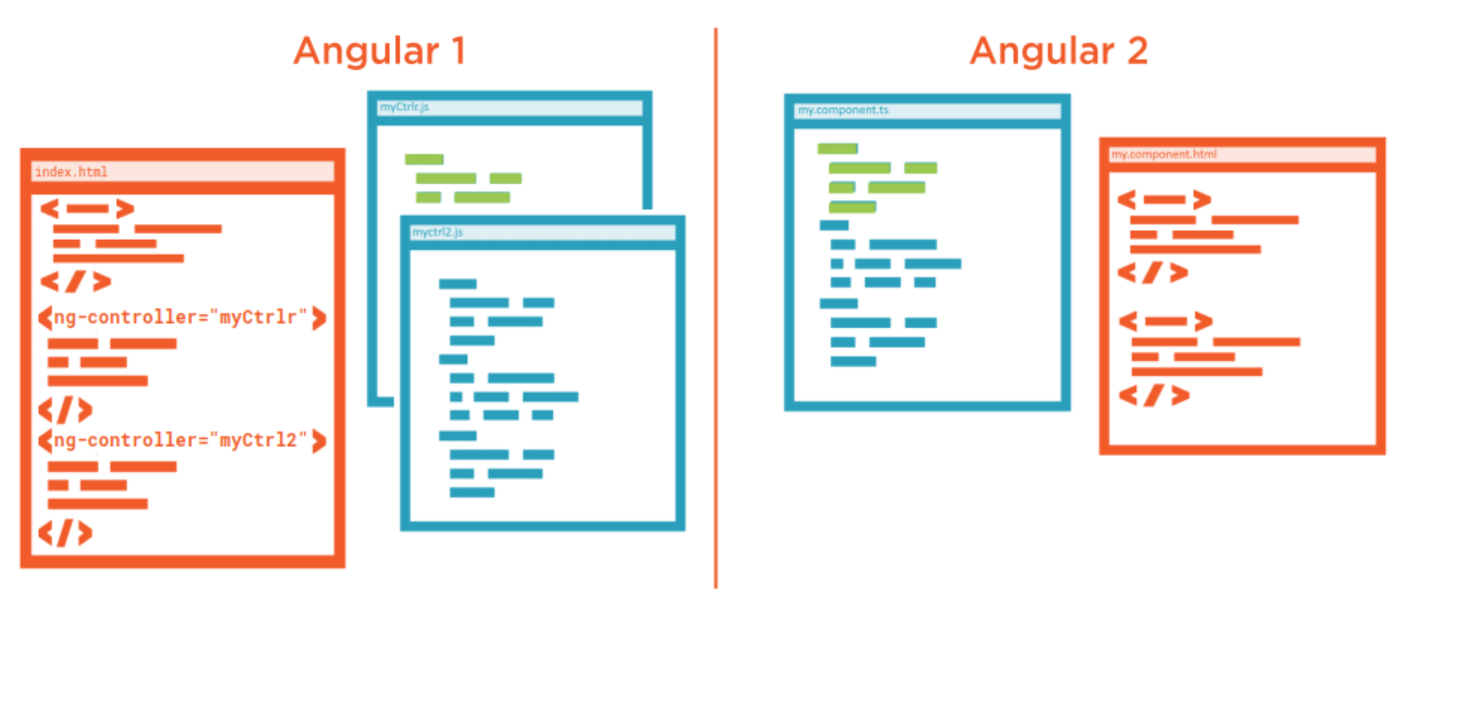 Angular 1
index.html
<ng-controller="myCtrlr">
</>
<ng-controller="myCtrl2">
</>
myCtrlr.js
myctrl2.js
Angular 2
my.component.ts
my.component.html